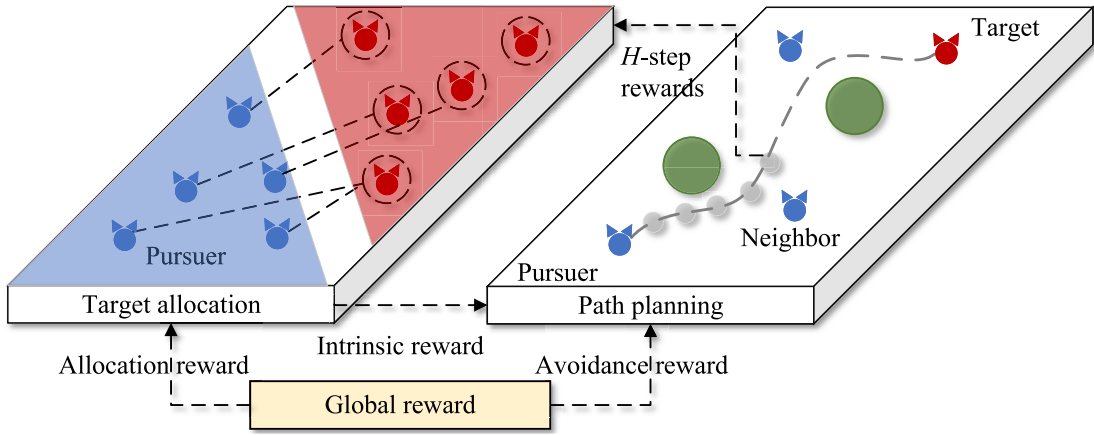 Target
H-step
rewards
Neighbor
Pursuer
Pursuer
Target allocation
Path planning
Intrinsic reward
Allocation reward
Avoidance reward
Global reward